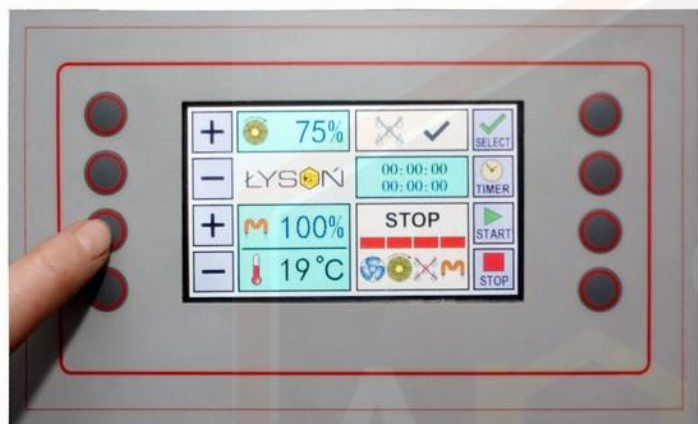 + 75% SELECT
- ŁYSOŃ 00:00:00 TIMER
00:00:00
+ 100% STOP START
- 19°C STOP